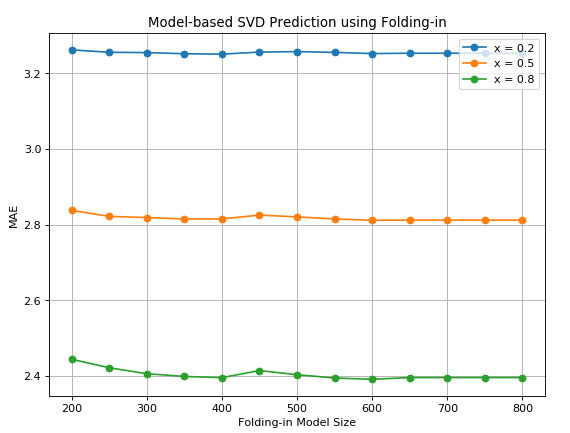 Model-based SVD Prediction using Folding-in
x = 0.2
x = 0.5
x = 0.8
3.2
3.0
2.8
2.6
2.4
MAE
200 300 400 500 600 700 800
Folding-in Model Size